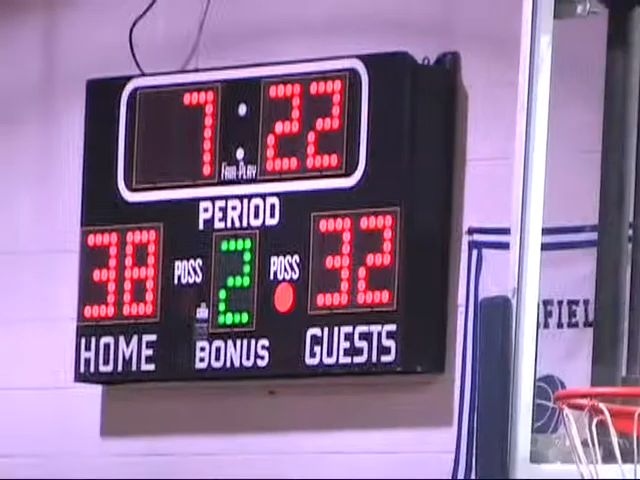 7:22
FAIR-PLAY
PERIOD
38 POSS 2 POSS 32
HOME BONUS GUESTS
FIEL